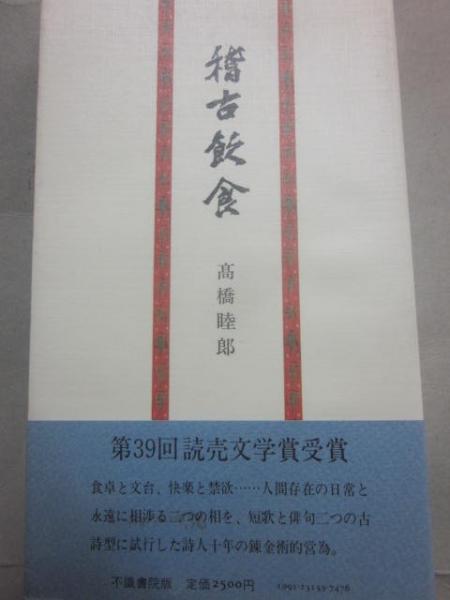 稽古飲食
高橋睦郎
第39回読売文学賞受賞
食卓と文台、快楽と禁欲……人間存在の日常と
永遠に相渉る二つの相を、短歌と俳句二つの古
詩型に試行した詩人十年の錬金術的営為。
不識書院版 定価2500円